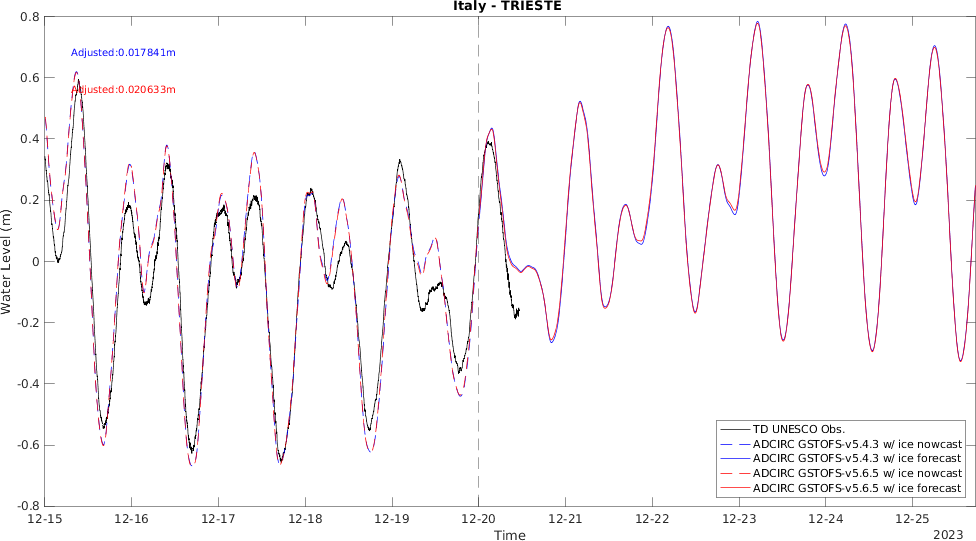 Italy - TRIESTE
Adjusted:0.017841m
Adjusted:0.020633m
Water Level (m)
0.8
0.6
0.4
0.2
0
-0.2
-0.4
-0.6
-0.8
TD UNESCO Obs.
ADCIRC GSTOFS-v5.4.3 w/ ice nowcast
ADCIRC GSTOFS-v5.4.3 w/ ice forecast
ADCIRC GSTOFS-v5.6.5 w/ ice nowcast
ADCIRC GSTOFS-v5.6.5 w/ ice forecast
12-15 12-16 12-17 12-18 12-19 12-20 12-21 12-22 12-23 12-24 12-25
Time
2023